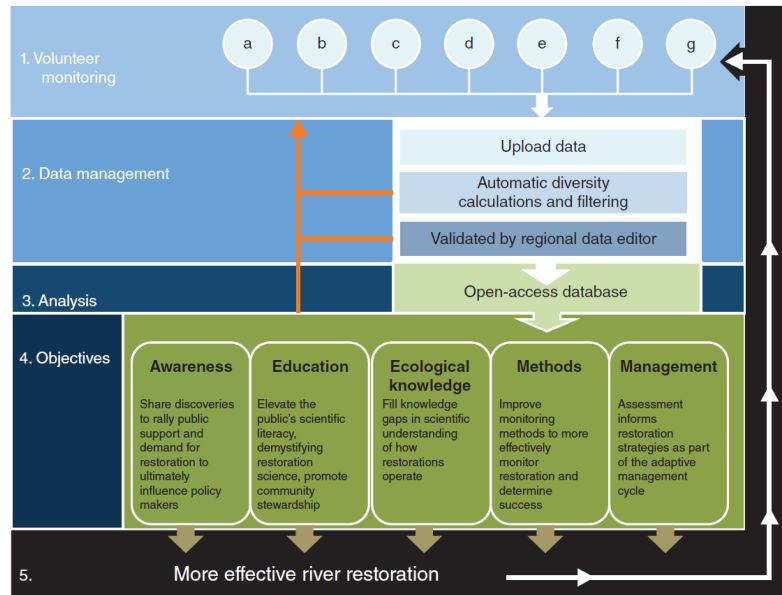 1. Volunteer
monitoring
a
b
c
d
e
f
g
2. Data management
Upload data
Automatic diversity
calculations and filtering
Validated by regional data editor
3. Analysis
Open-access database
4. Objectives
Awareness
Share discoveries
to rally public
support and
demand for
restoration to
ultimately
influence policy
makers
Education
Elevate the
public's scientific
literacy,
demystifying
restoration
science, promote
community
stewardship
Ecological
knowledge
Fill knowledge
gaps in scientific
understanding
of how
restorations
operate
Methods
Improve
monitoring
methods to more
effectively
monitor
restoration and
determine
success
Management
Assessment
informs
restoration
strategies as part
of the adaptive
management
cycle
5.
More effective river restoration